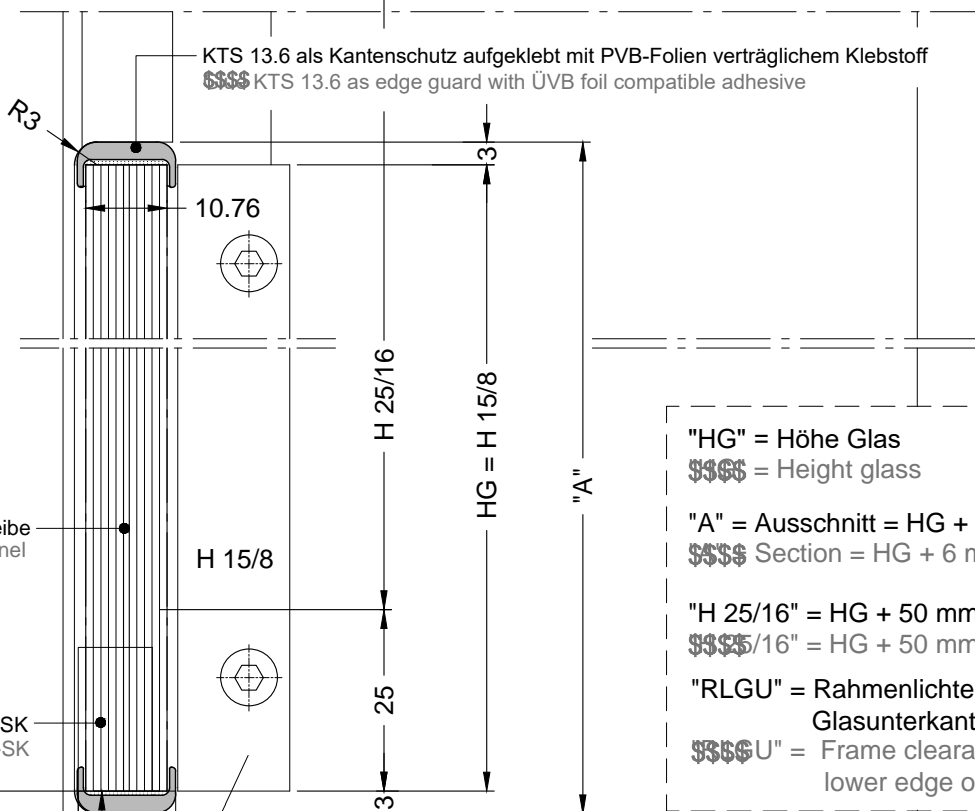 KTS 13.6 als Kantenschutz aufgeklebt mit PVB-Folien verträglichem Klebstoff
KTS 13.6 as edge guard with ÜVB foil compatible adhesive
R3
3
10.76
H 25/16
HG = H 15/8
"A"
"HG" = Höhe Glas
= Height glass
"A" = Ausschnitt = HG +
Section = HG + 6 m
H 15/8
"H 25/16" = HG + 50 mm
/16" = HG + 50 mm
25
"RLGU" = Rahmenlichte
Glasunterkant
= Frame cleara
lower edge o
SK
SK
3